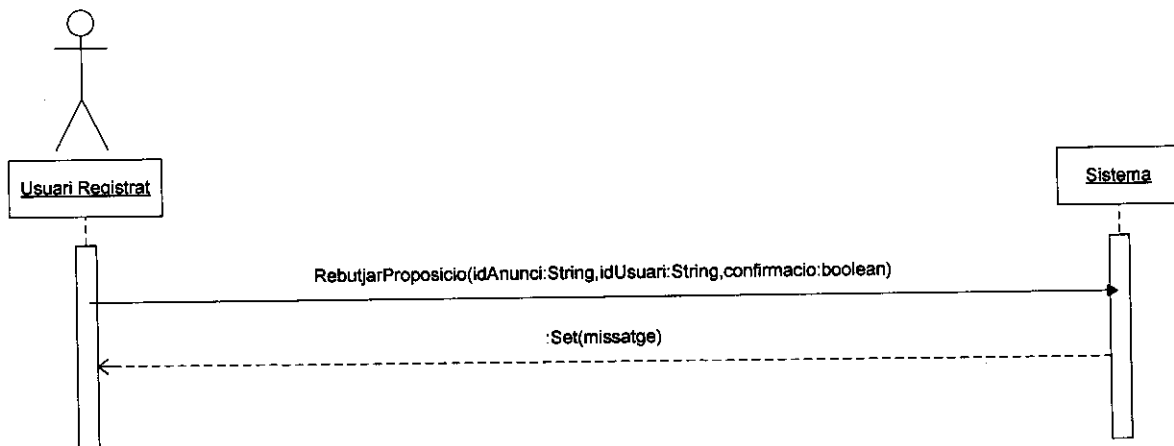 Usuari Registrat
Sistema
RebutjarProposicio(idAnunci:String,idUsuari:String,confirmacio:boolean)
:Set(missatge)